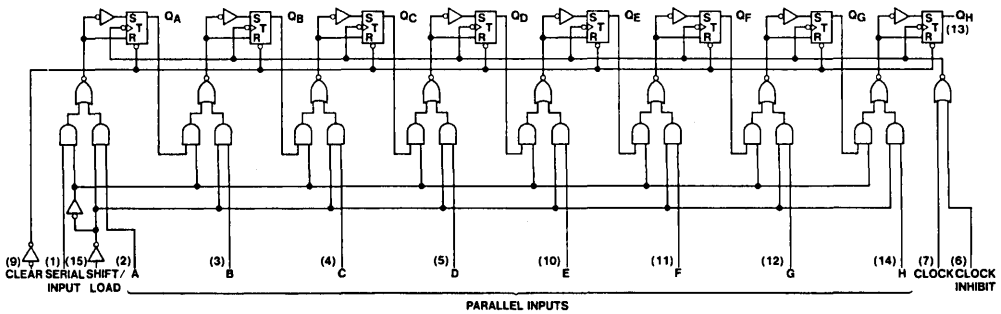 QA QB QC QD QE QF QG QH
S S S S S S S S (13)
T T T T T T T T
R R R R R R R R
(9) (1) (15) (2) (3) (4) (5) (10) (11) (12) (14) (7) (6)
CLEAR SERIAL SHIFT/ A B C D E F G H CLOCK CLOCK
INPUT LOAD INHIBIT
PARALLEL INPUTS